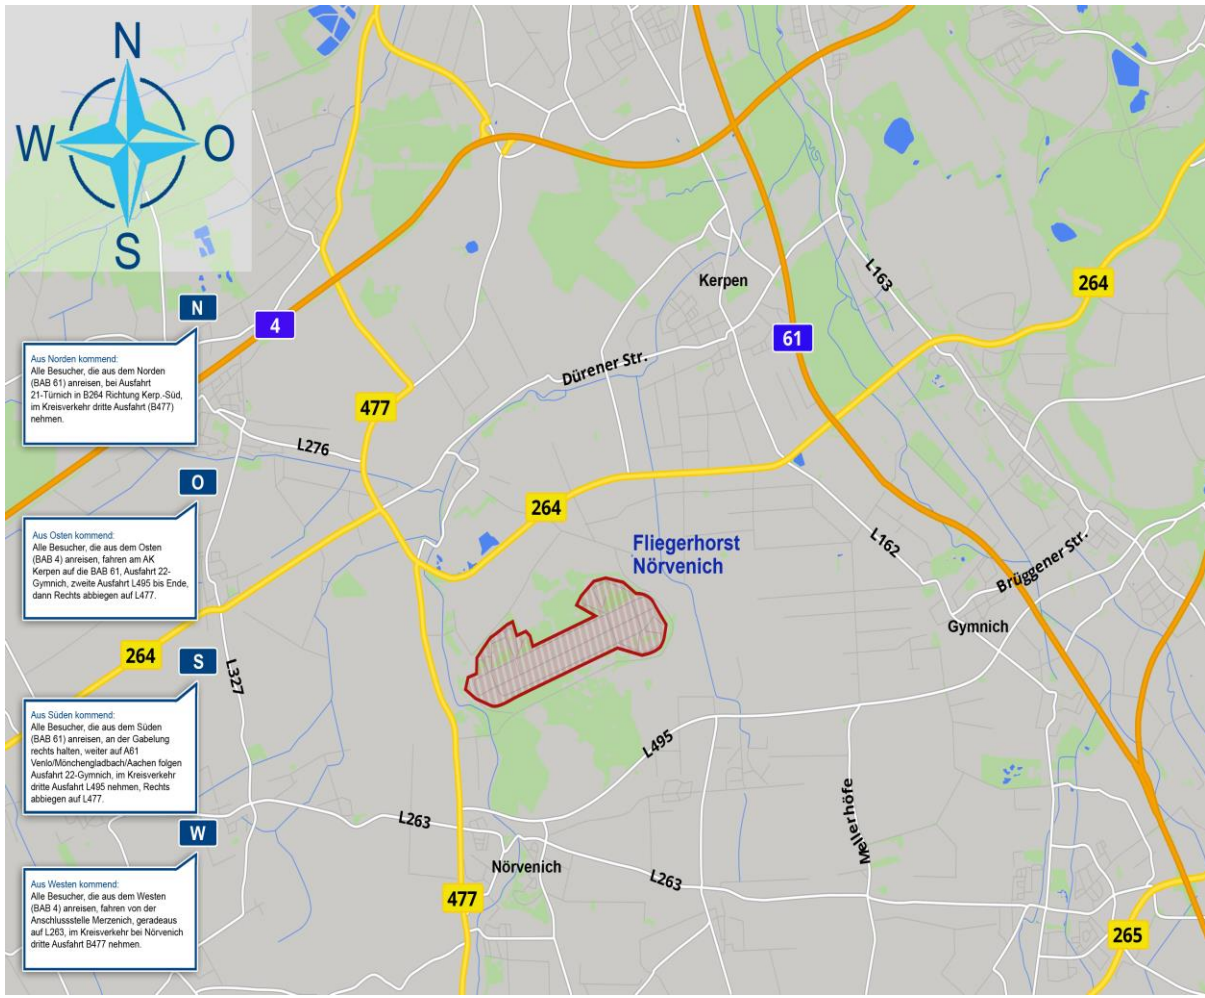 N
W
O
S
N
Aus Norden kommend:
Alle Besucher, die aus dem Norden
(BAB 61) anreisen, bei Ausfahrt
21-Türnich in B264 Richtung Kerp.-Süd,
im Kreisverkehr dritte Ausfahrt (B477)
nehmen.
O
Aus Osten kommend:
Alle Besucher, die aus dem Osten
(BAB 4) anreisen, fahren am AK
Kerpen auf die BAB 61, Ausfahrt 22-
Gymnich, zweite Ausfahrt L495 bis Ende,
dann Rechts abbiegen auf L477.
S
Aus Süden kommend:
Alle Besucher, die aus dem Süden
(BAB 61) anreisen, an der Gabelung
rechts halten, weiter auf A61
Venlo/Mönchengladbach/Aachen folgen
Ausfahrt 22-Gymnich, im Kreisverkehr
dritte Ausfahrt L495 nehmen, Rechts
abbiegen auf L477.
W
Aus Westen kommend:
Alle Besucher, die aus dem Westen
(BAB 4) anreisen, fahren von der
Anschlussstelle Merzenich, geradeaus
auf L263, im Kreisverkehr bei Nörvenich
dritte Ausfahrt B477 nehmen.
Kerpen
L163
264
4
61
Dürener Str.
477
L276
264
Fliegerhorst
Nörvenich
L162
Brüggener Str.
Gymnich
264
L327
L495
Mellerhöfe
L263
Nörvenich
L263
477
265